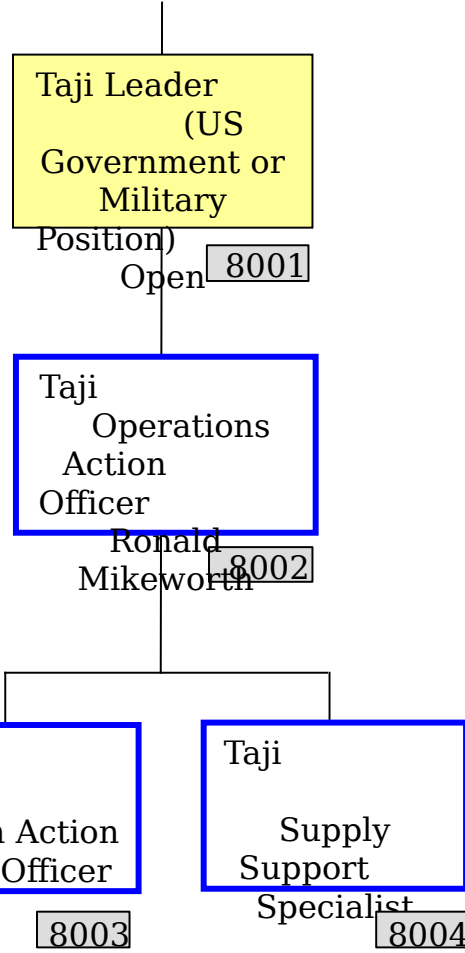 Taji Leader
(US
Government or
Military
Position)
Open
8001
Taji
Operations
Action
Officer
Ronald
Mikeworth
8002
Action
Officer
8003
Taji
Supply
Support
Specialist
8004